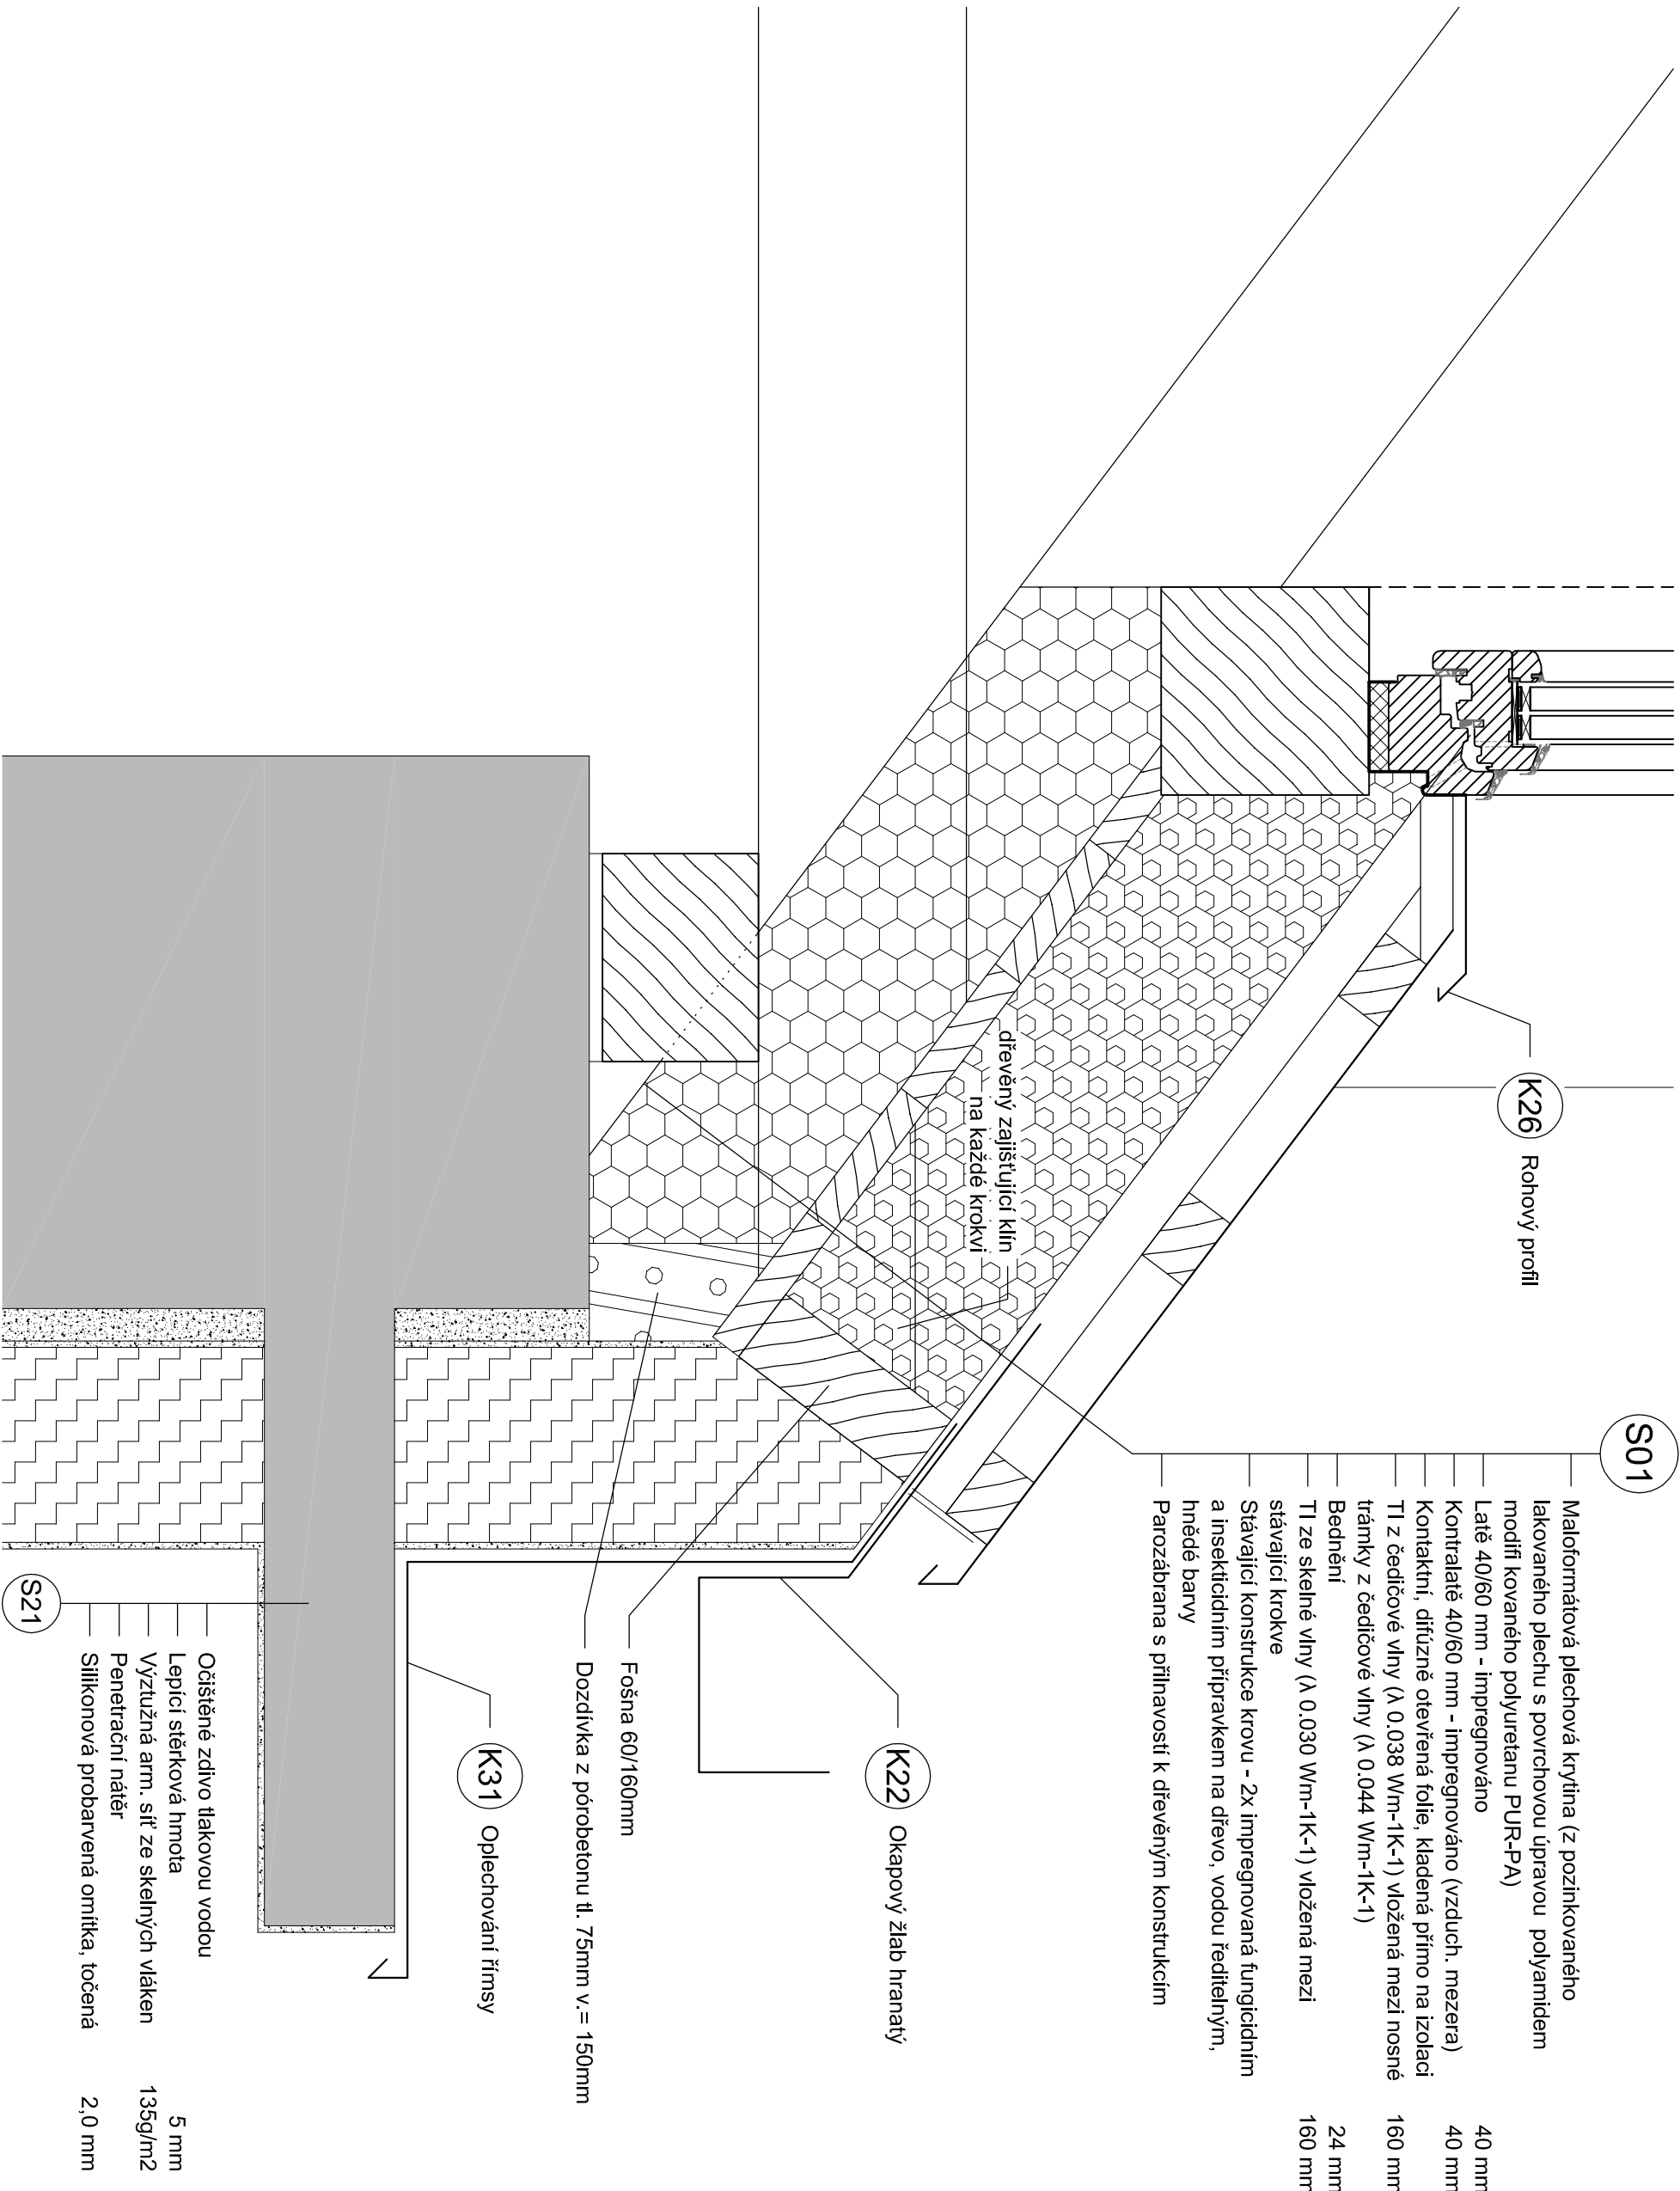 S01
Maloformátová plechová krytina (z pozinkovaného
lakovaného plechu s povrchovou úpravou polyamidem
modifi kovaného polyuretanu PUR-PA)
Latě 40/60 mm - impregnováno 40 mm
Kontralatě 40/60 mm - impregnováno (vzduch. mezera) 40 mm
Kontaktní, difúzně otevřená folie, kladená přímo na izolaci
TI z čedičové vlny (λ 0.038 Wm-1K-1) vložená mezi nosné 160 mm
trámky z čedičové vlny (λ 0.044 Wm-1K-1)
Bednění 24 mm
TI ze skelné vlny (λ 0.030 Wm-1K-1) vložená mezi 160 mm
stávající krokve
Stávající konstrukce krovu - 2x impregnovaná fungicidním
a insekticidním přípravkem na dřevo, vodou ředitelným,
hnědé barvy
Parozábrana s přilnavostí k dřevěným konstrukcím
K26 Rohový profil
dřevěný zajišťující klín
na každé krokvi
K22 Okapový žlab hranatý
Fošna 60/160mm
Dozdívka z pórobetonu tl. 75mm v.= 150mm
K31 Oplechování římsy
S21
Očištěné zdivo tlakovou vodou
Lepící stěrková hmota 5 mm
Výztužná arm. síť ze skelných vláken 135g/m2
Penetrační nátěr
Silikonová probarvená omítka, točená 2,0 mm